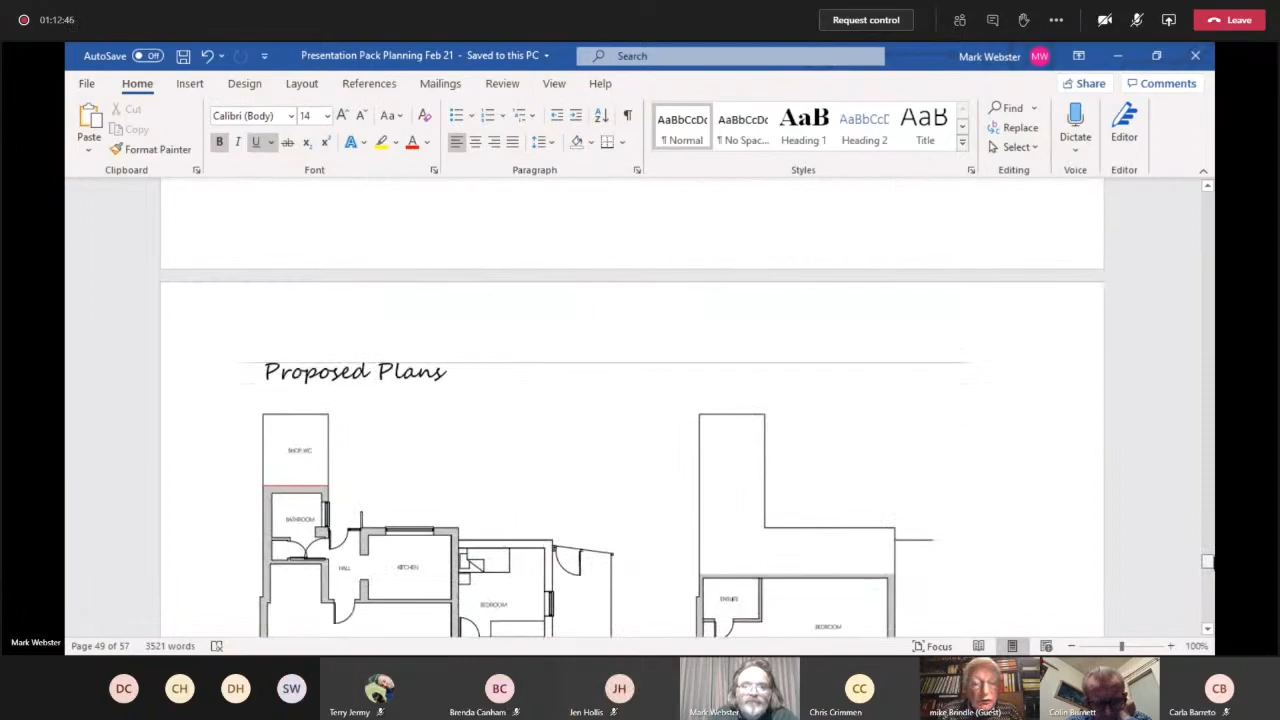 01:12:46
Request control
Leave
AutoSave Off
Presentation Pack Planning Feb 21 - Saved to this PC
Search
Mark Webster MW
File Home Insert Draw Design Layout References Mailings Review View Help
Share Comments
Paste
Cut
Copy
Format Painter
Clipboard
Calibri (Body) 14
Font
Paragraph
AaBbCcDc AaBbCcDc AaBb AaBbCcD AaB
¶ Normal ¶ No Spac... Heading 1 Heading 2 Title
Styles
Find
Replace
Select
Editing
Dictate
Voice
Editor
Editor
Proposed Plans
SHOP WC
BATHROOM
HALL
KITCHEN
BEDROOM
ENSUITE
BEDROOM
Mark Webster
Page 49 of 57 3521 words
Focus
100%
DC CH DH SW BC JH CC CB
Terry Jermy Brenda Canham Jen Hollis Mark Webster Chris Crimmen mike Brindle (Guest) Colin Burnett Carla Barreto